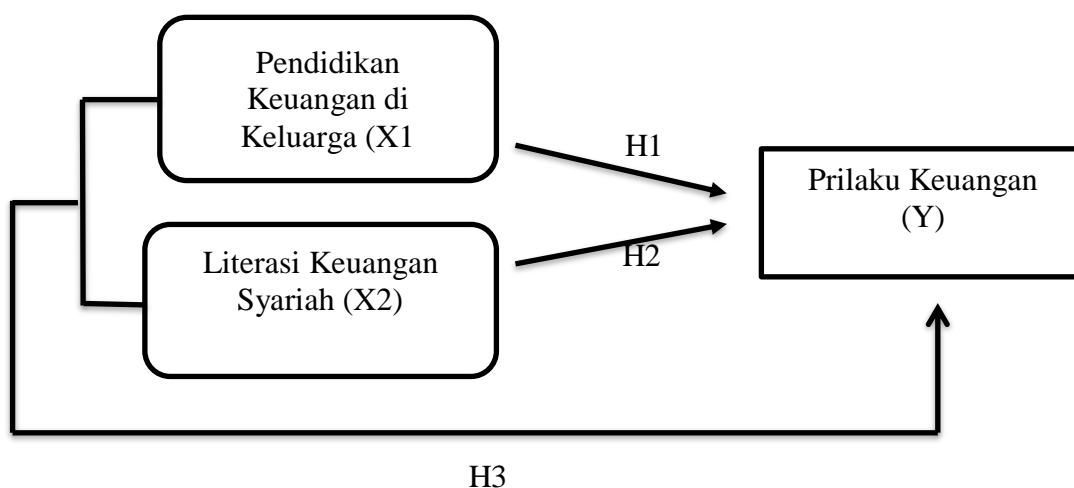 Pendidikan
Keuangan di
Keluarga (X1
H1
Prilaku Keuangan
(Y)
Literasi Keuangan
Syariah (X2)
H2
H3